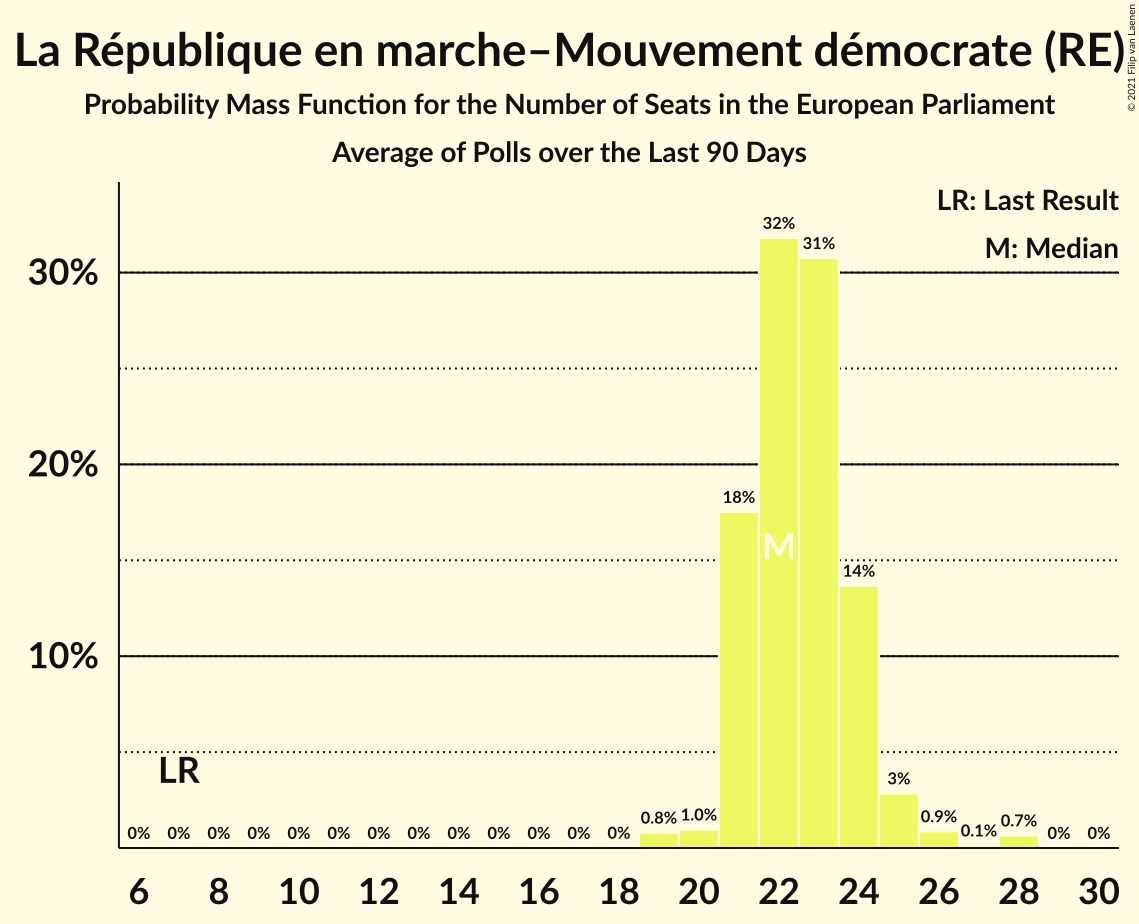 La République en marche–Mouvement démocrate (RE)
© 2021 Filip van Laenen
Probability Mass Function for the Number of Seats in the European Parliament
Average of Polls over the Last 90 Days
LR: Last Result
M: Median
32%
31%
30%
20%
18%
M
14%
10%
LR
3%
0% 0% 0% 0% 0% 0% 0% 0% 0% 0% 0% 0% 0% 0.8% 1.0% 0.9% 0.1% 0.7% 0% 0%
6 8 10 12 14 16 18 20 22 24 26 28 30